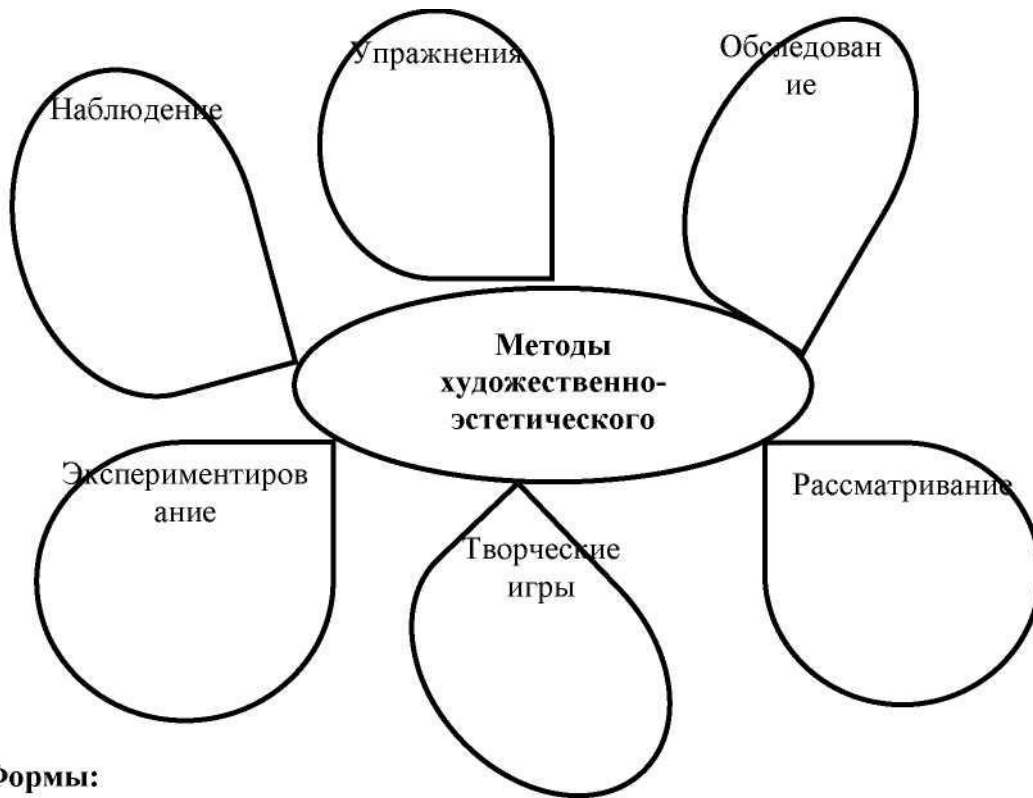 Упражнения
Обследован
ие
Наблюдение
Методы
художественно-
эстетического
Экспериментиров
ание
Рассматривание
Творческие
игры
Формы: